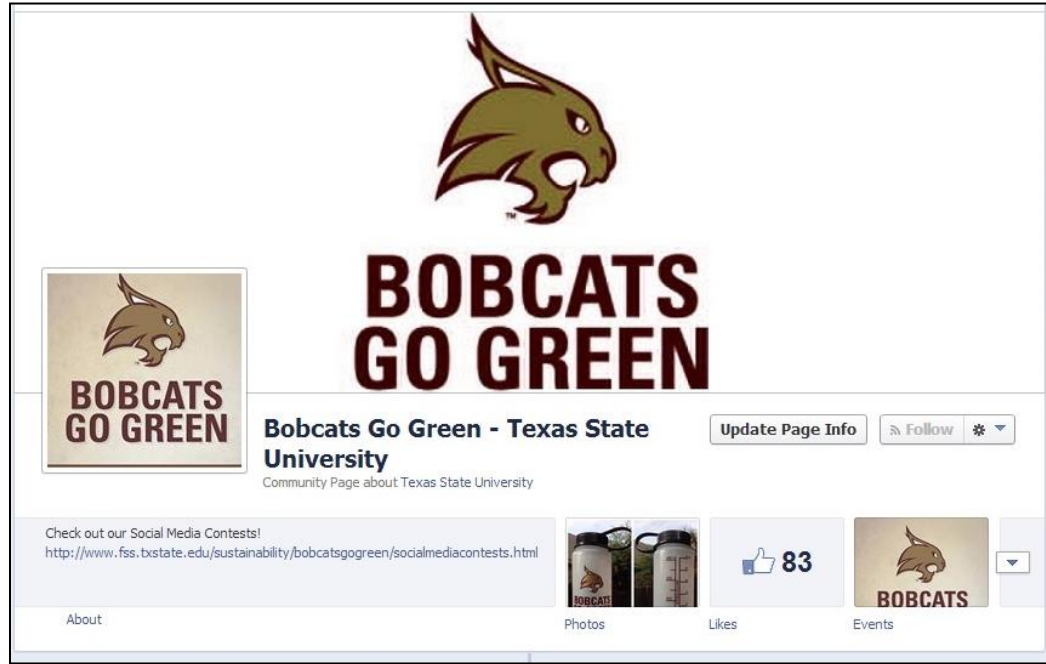 TM
BOBCATS
GO GREEN
BOBCATS
GO GREEN
Bobcats Go Green - Texas State
University
Community Page about Texas State University
Update Page Info
Follow
Check out our Social Media Contests!
http://www.fss.txstate.edu/sustainability/bobcatsgogreen/socialmediacontests.html
BOBCATS
83
BOBCATS
About
Photos
Likes
Events